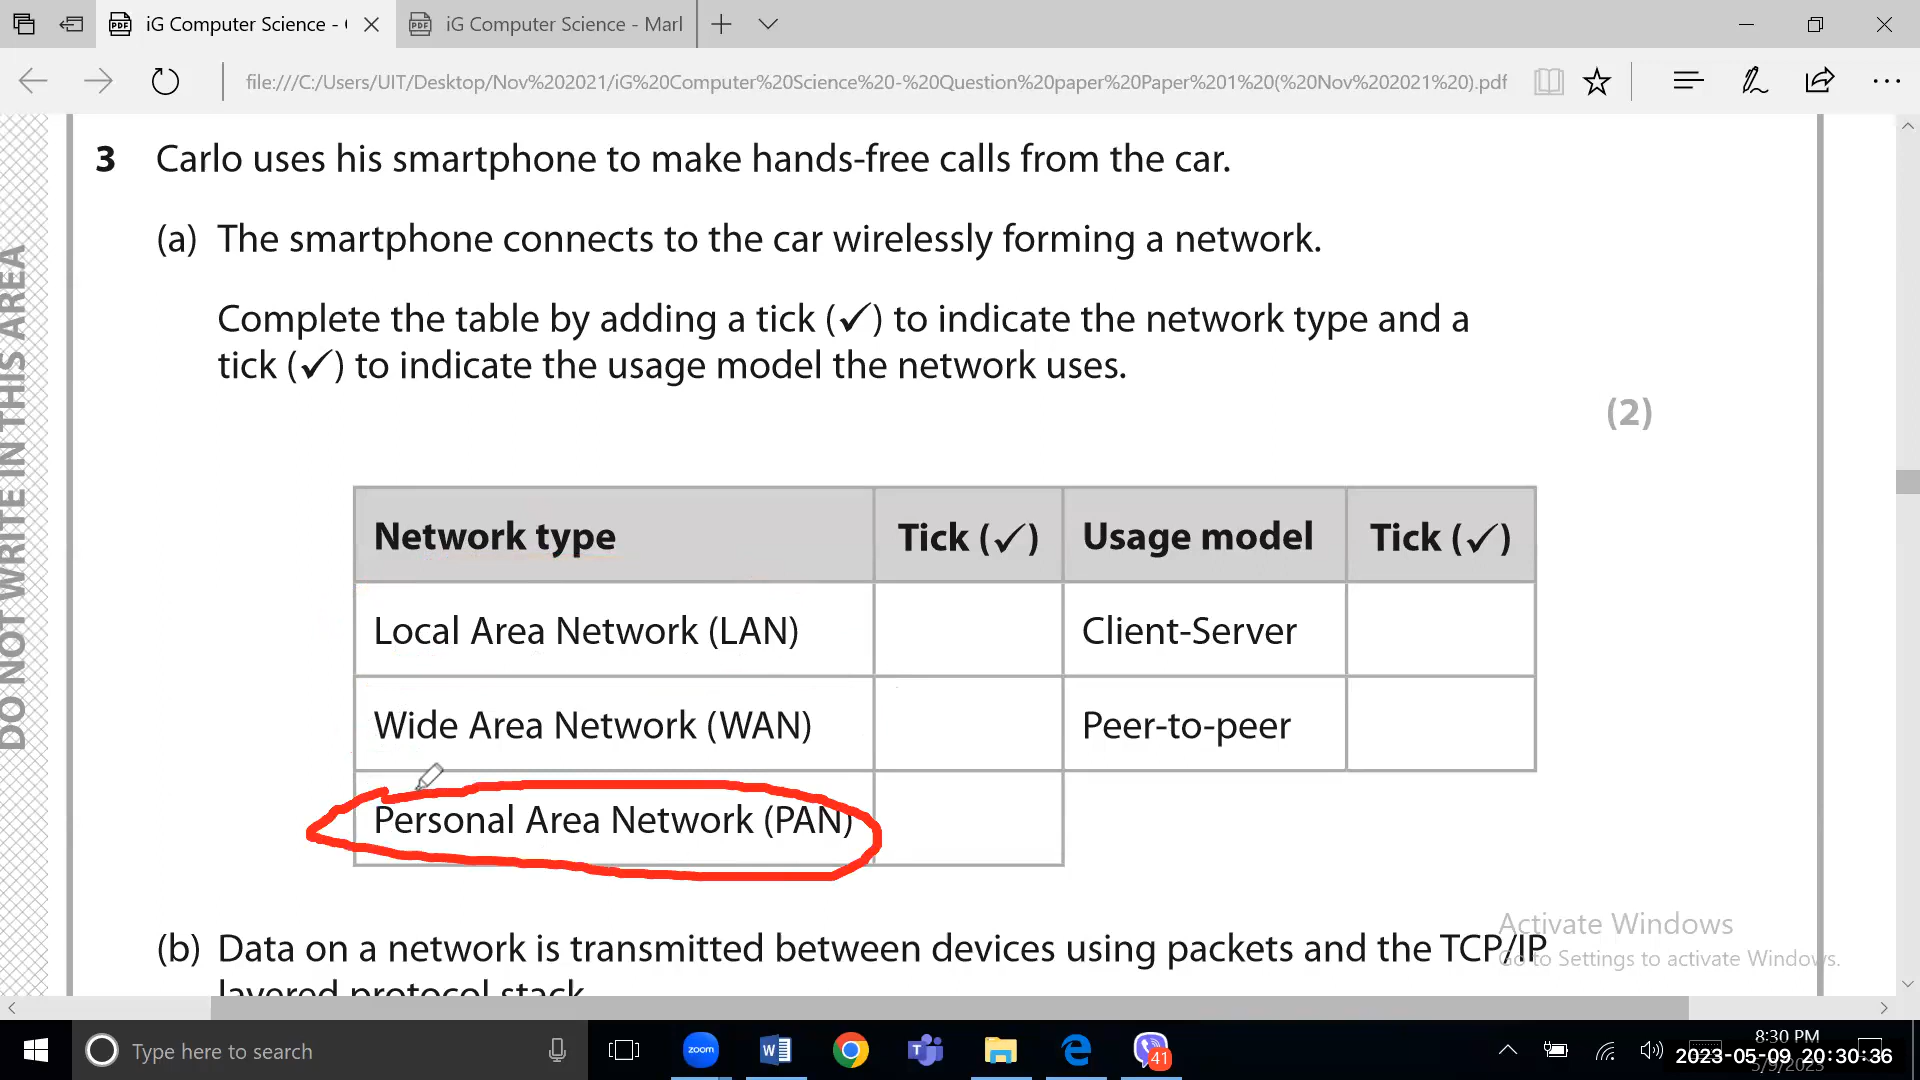 iG Computer Science - (
iG Computer Science - Marl
file:///C:/Users/UIT/Desktop/Nov%202021/iG%20Computer%20Science%20-%20Question%20paper%20Paper%201%20(%20Nov%202021%20).pdf
DO NOT WRITE IN THIS AREA
3 Carlo uses his smartphone to make hands-free calls from the car.
(a) The smartphone connects to the car wirelessly forming a network.
Complete the table by adding a tick (✓) to indicate the network type and a
tick (✓) to indicate the usage model the network uses.
(2)
Network type Tick (✓) Usage model Tick (✓)
Local Area Network (LAN) Client-Server
Wide Area Network (WAN) Peer-to-peer
Personal Area Network (PAN)
(b) Data on a network is transmitted between devices using packets and the TCP/IP
layered protocol stack
Activate Windows
Go to Settings to activate Windows.
Type here to search
zoom
41
8:30 PM
2023-05-09 20:30:36
5/9/2023